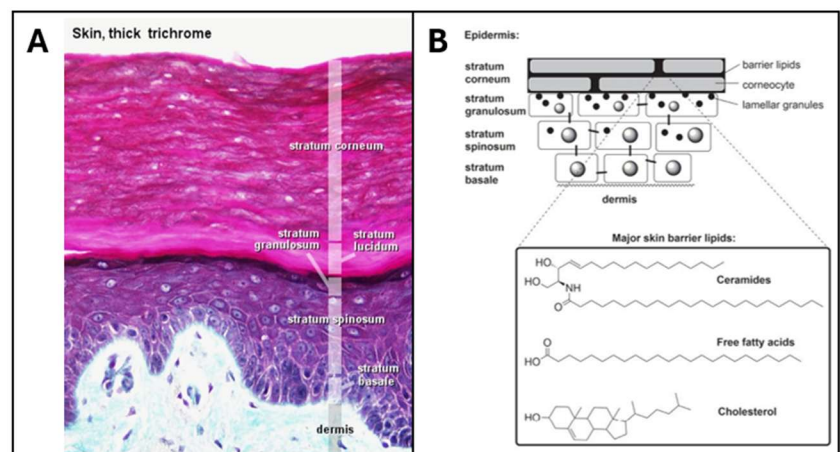 A
Skin, thick trichrome
stratum corneum
stratum
granulosum
stratum
lucidum
stratum spinosum
stratum
basale
dermis
B
Epidermis:
stratum
corneum
stratum
granulosum
stratum
spinosum
stratum
basale
barrier lipids
corneocyte
lamellar granules
dermis
Major skin barrier lipids:
HO
HO
NH
O
Ceramides
O
HO
Free fatty acids
HO
Cholesterol